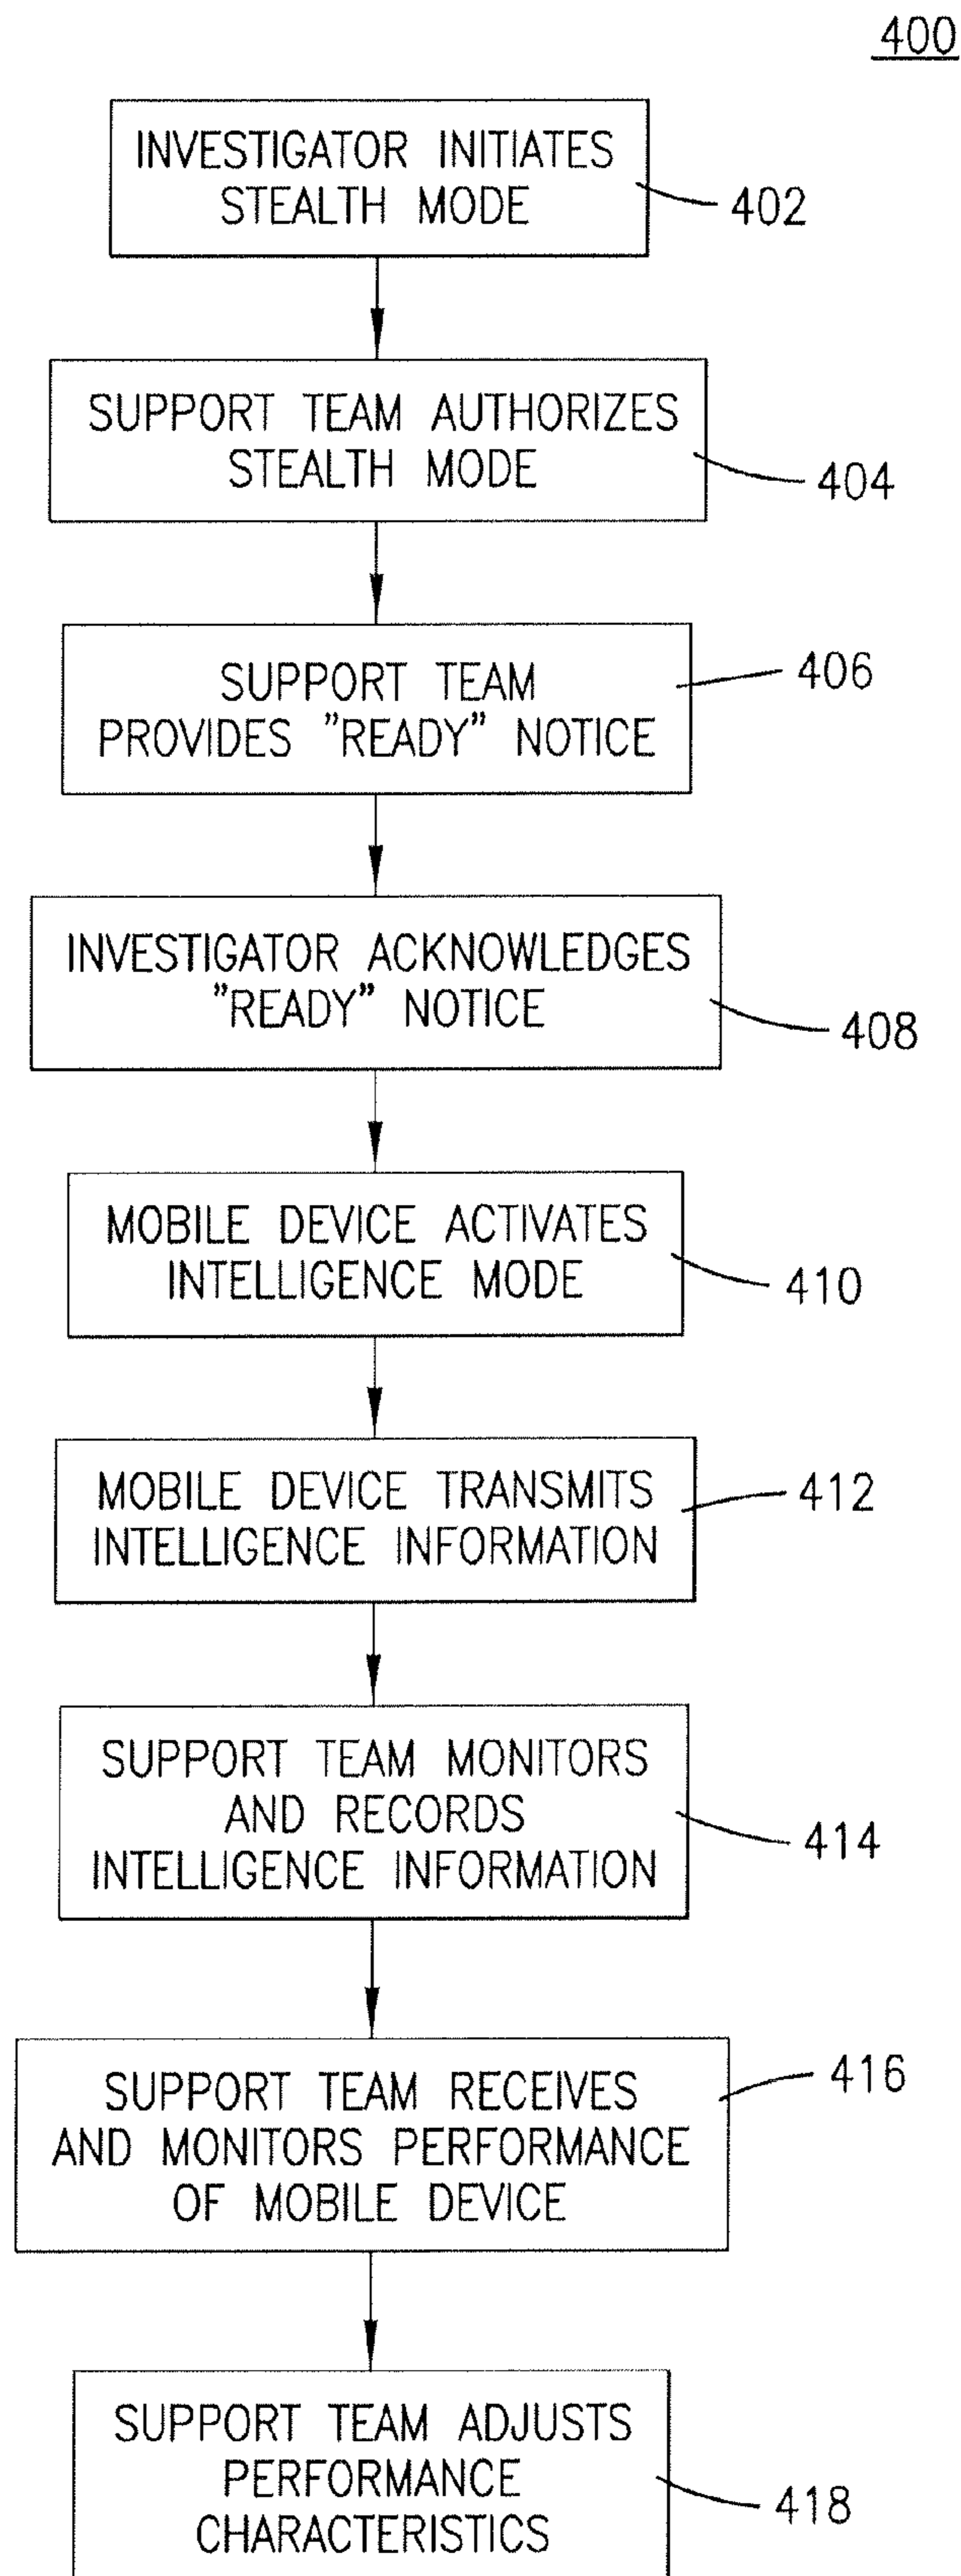 400
INVESTIGATOR INITIATES
STEALTH MODE
402
SUPPORT TEAM AUTHORIZES
STEALTH MODE
404
SUPPORT TEAM
PROVIDES "READY" NOTICE
406
INVESTIGATOR ACKNOWLEDGES
"READY" NOTICE
408
MOBILE DEVICE ACTIVATES
INTELLIGENCE MODE
410
MOBILE DEVICE TRANSMITS
INTELLIGENCE INFORMATION
412
SUPPORT TEAM MONITORS
AND RECORDS
INTELLIGENCE INFORMATION
414
SUPPORT TEAM RECEIVES
AND MONITORS PERFORMANCE
OF MOBILE DEVICE
416
SUPPORT TEAM ADJUSTS
PERFORMANCE
CHARACTERISTICS
418